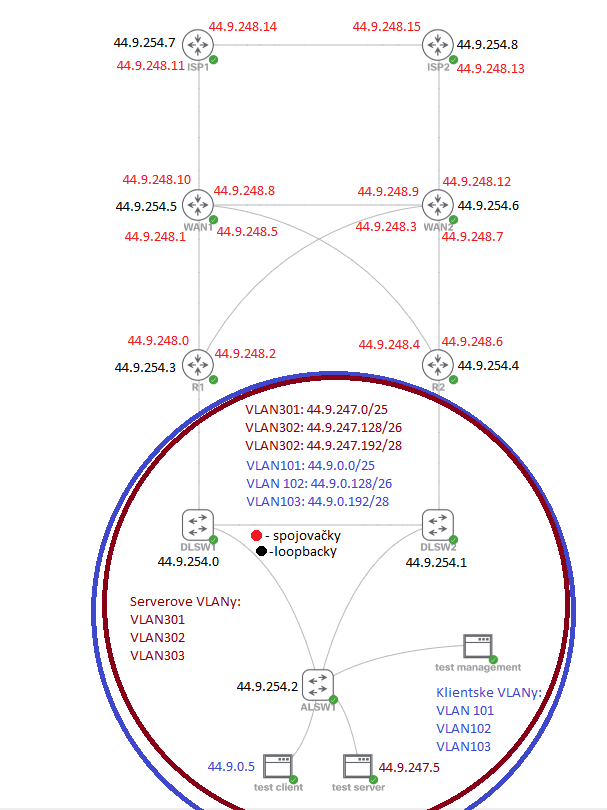 44.9.248.14
44.9.248.15
44.9.254.7
44.9.254.8
44.9.248.11
ISP1
ISP2
44.9.248.13
44.9.248.10
44.9.248.12
44.9.248.8
44.9.248.9
44.9.254.5
44.9.254.6
WAN1
44.9.248.5
44.9.248.3
WAN2
44.9.248.1
44.9.248.7
44.9.248.0
44.9.248.2
44.9.248.4
44.9.248.6
44.9.254.3
44.9.254.4
R1
R2
VLAN301: 44.9.247.0/25
VLAN302: 44.9.247.128/26
VLAN302: 44.9.247.192/28
VLAN101: 44.9.0.0/25
VLAN 102: 44.9.0.128/26
VLAN103: 44.9.0.192/28
- spojovačky
-loopbacky
DLSW1
DLSW2
44.9.254.0
44.9.254.1
Serverove VLANy:
VLAN301
VLAN302
VLAN303
test management
44.9.254.2
ALSW1
Klientske VLANy:
VLAN 101
VLAN102
VLAN103
44.9.0.5
44.9.247.5
test client
test server